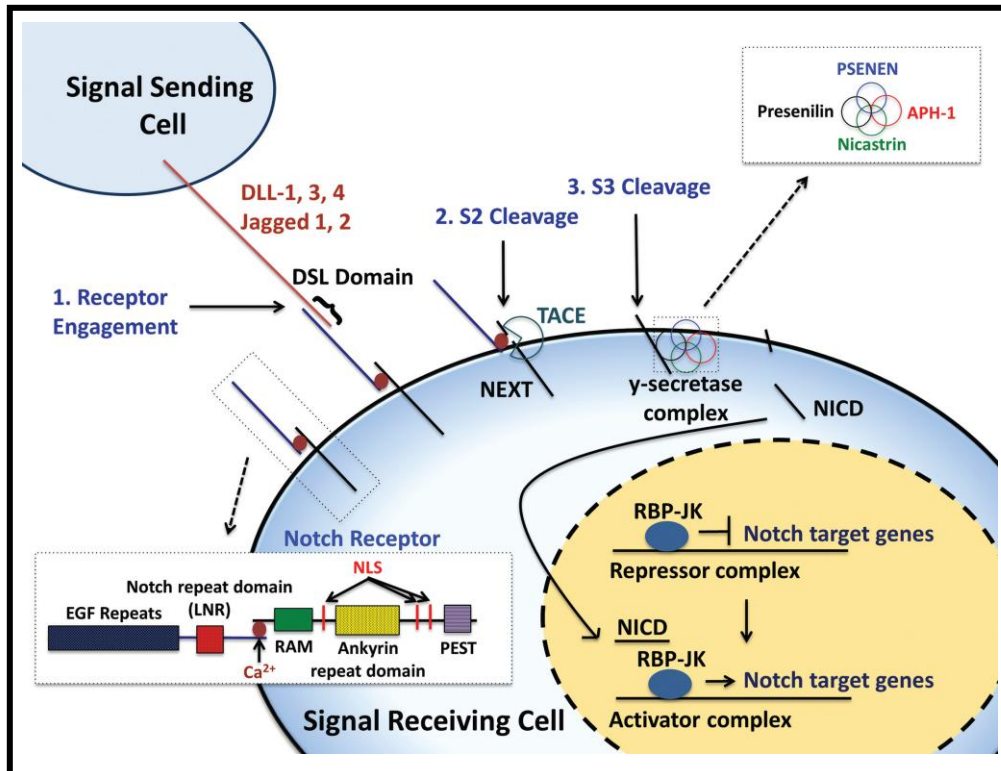 Signal Sending
Cell
PSENEN
Presenilin
APH-1
Nicastrin
DLL-1, 3, 4
Jagged 1, 2
3. S3 Cleavage
2. S2 Cleavage
DSL Domain
1. Receptor
Engagement
TACE
NEXT
y-secretase
complex
NICD
Notch Receptor
NLS
Notch repeat domain
(LNR)
EGF Repeats
RAM
Ankyrin
repeat domain
PEST
Ca²⁺
RBP-JK
Notch target genes
Repressor complex
NICD
RBP-JK
Notch target genes
Activator complex
Signal Receiving Cell